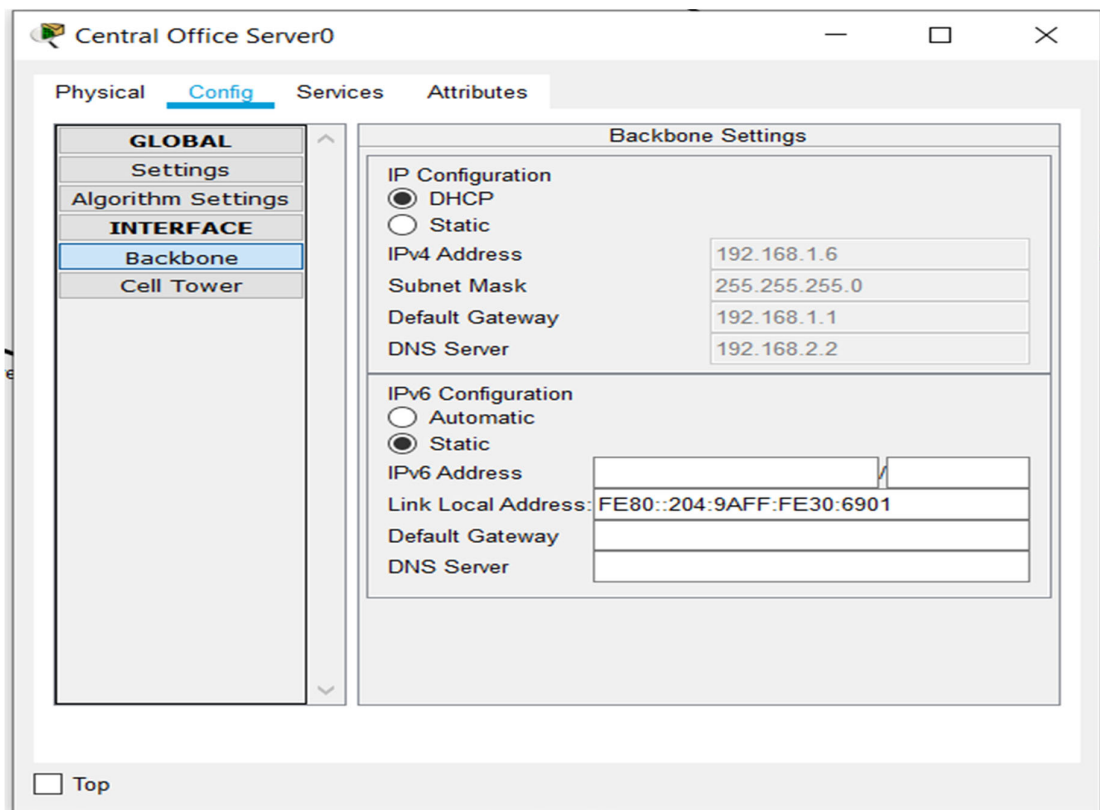 Central Office Server0
Physical Config Services Attributes
GLOBAL
Settings
Algorithm Settings
INTERFACE
Backbone
Cell Tower
Backbone Settings
IP Configuration
DHCP
Static
IPv4 Address 192.168.1.6
Subnet Mask 255.255.255.0
Default Gateway 192.168.1.1
DNS Server 192.168.2.2
IPv6 Configuration
Automatic
Static
IPv6 Address /
Link Local Address: FE80::204:9AFF:FE30:6901
Default Gateway
DNS Server
Top